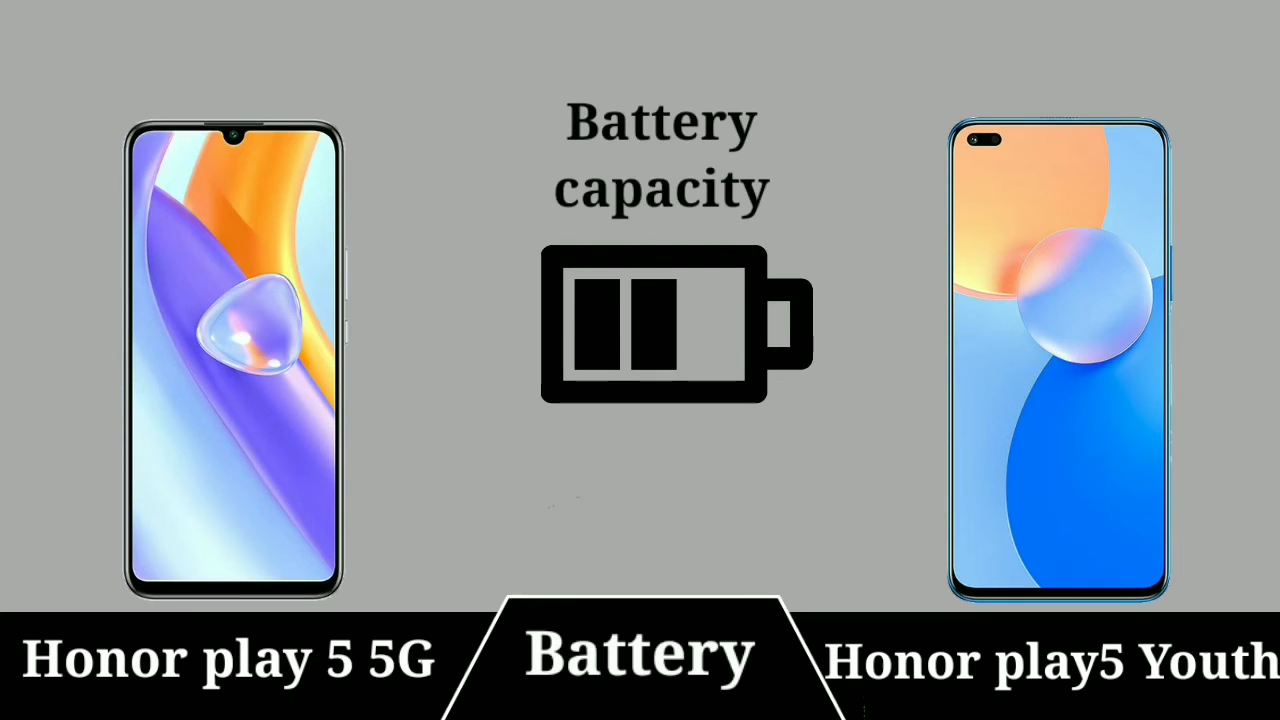 Battery
capacity
Honor play 5 5G
Battery
Honor play5 Youth